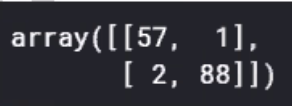 array([[57,  1],
       [ 2, 88]])